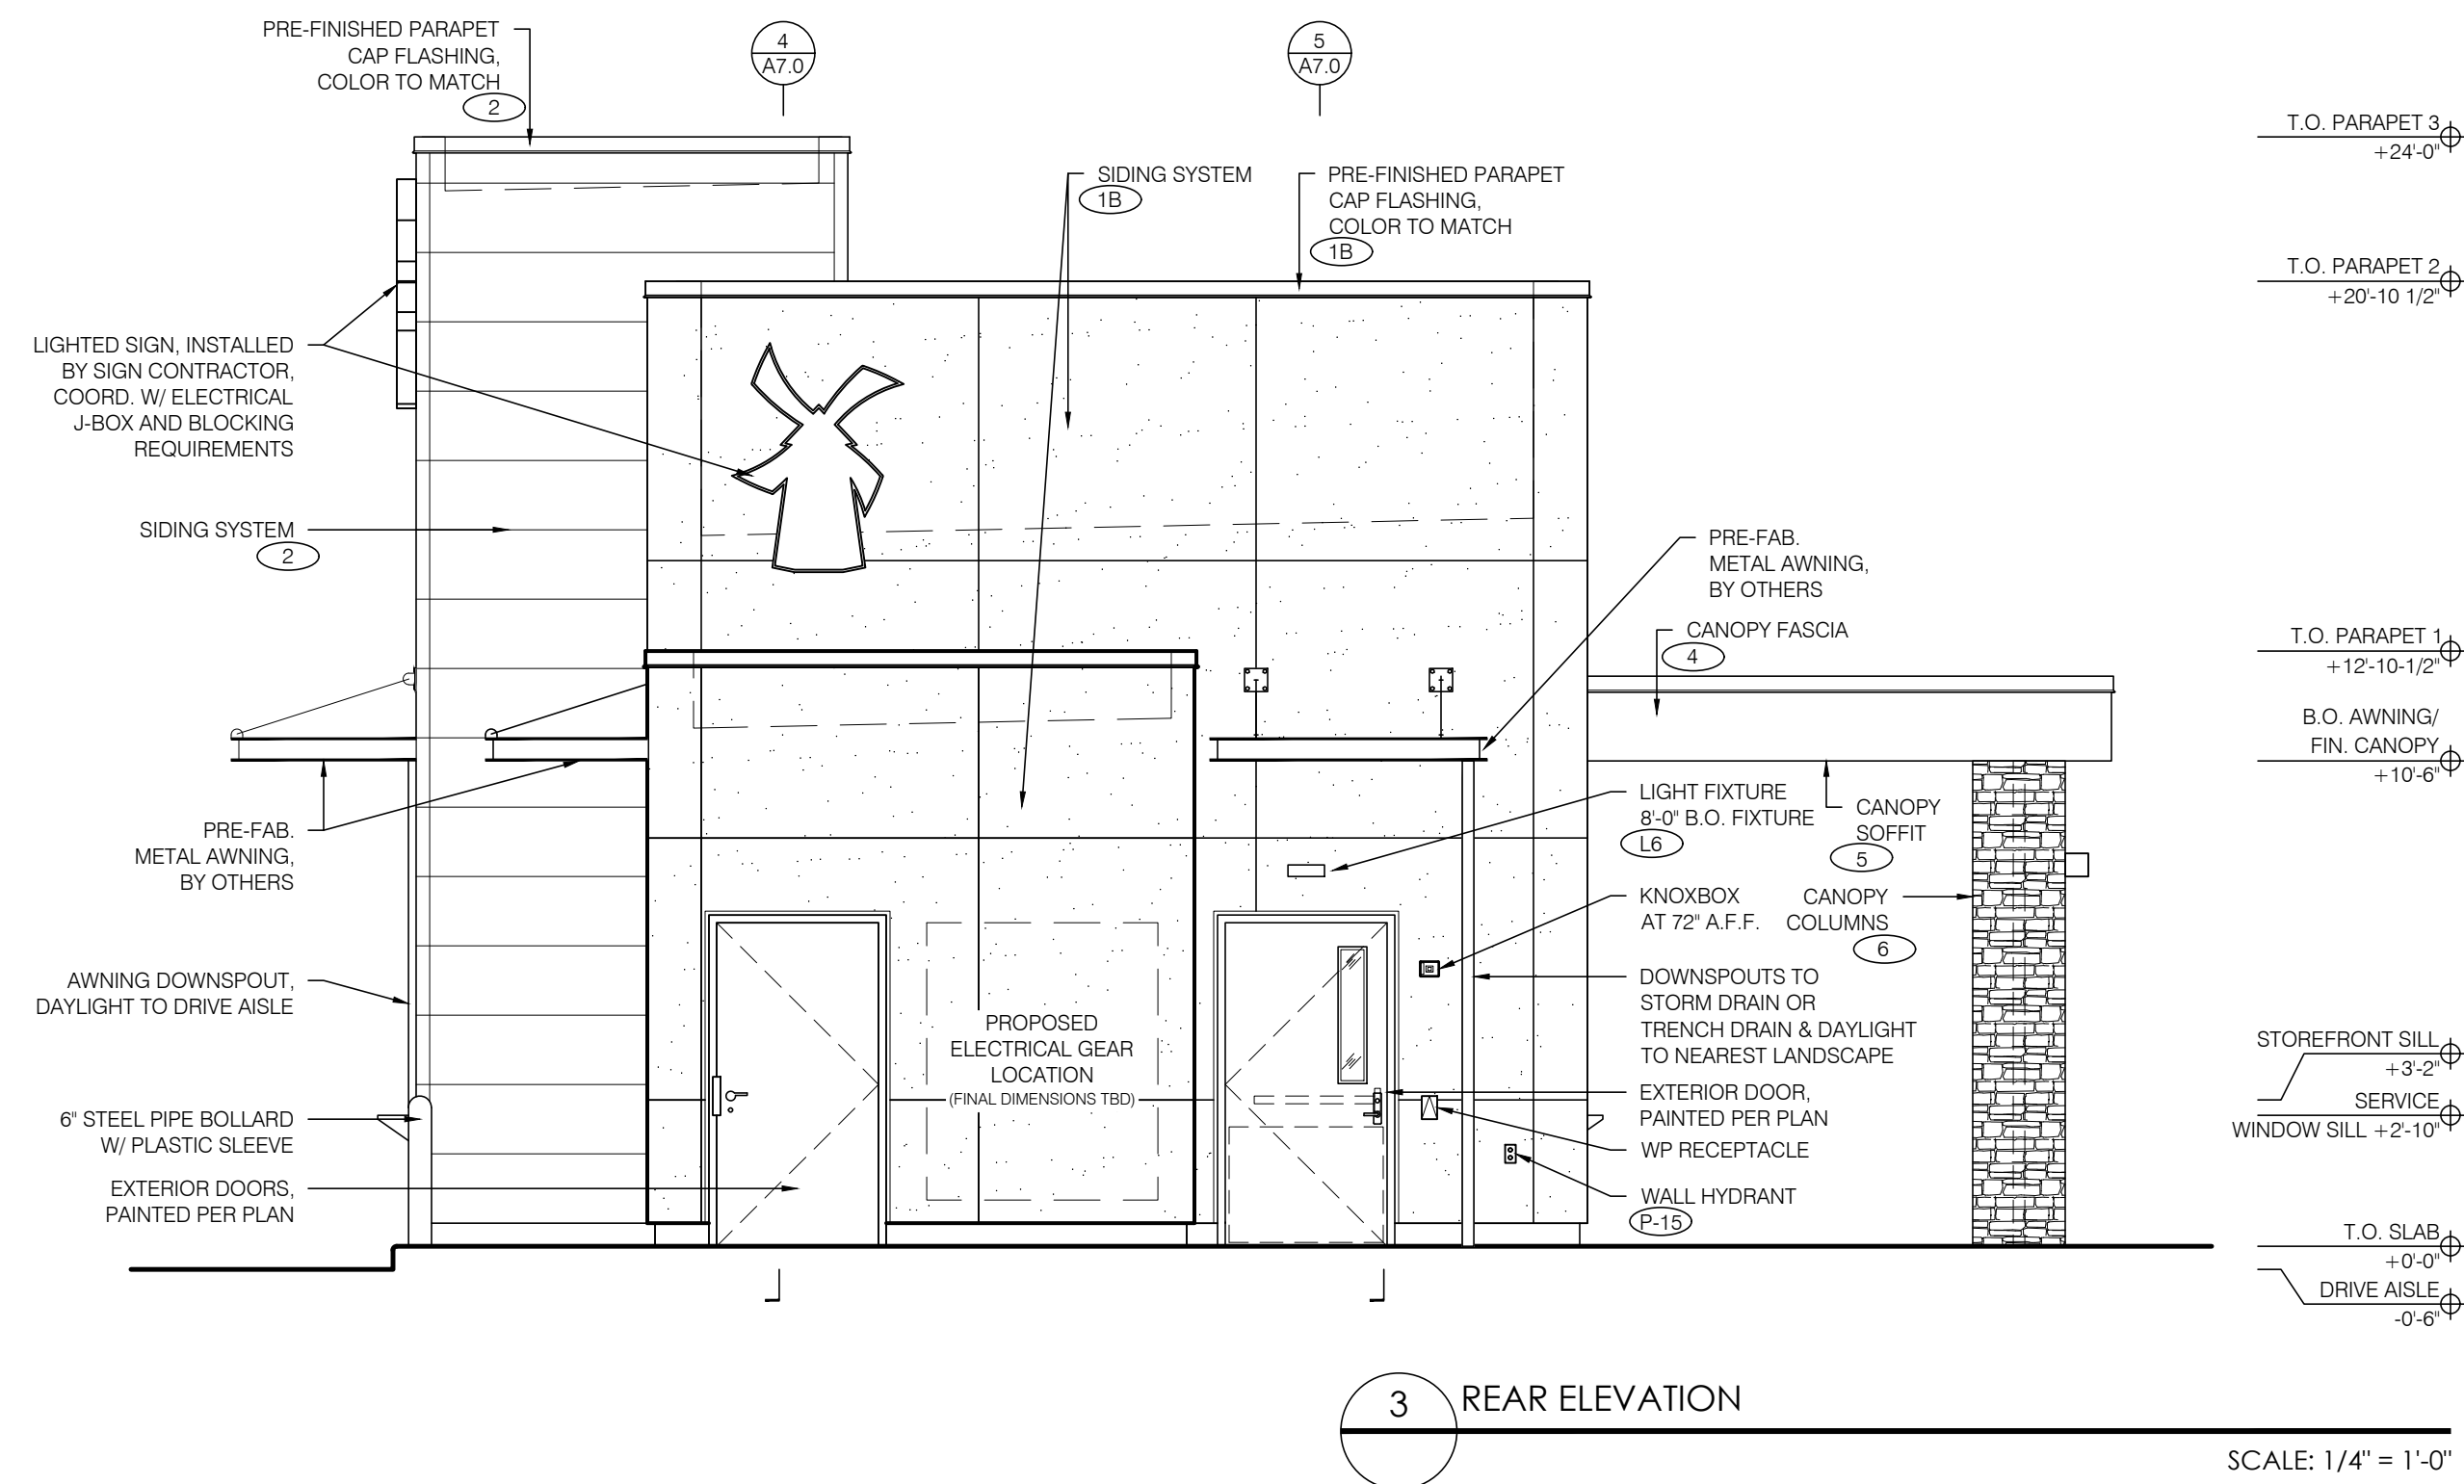 PRE-FINISHED PARAPET
CAP FLASHING,
COLOR TO MATCH
2
4
A7.0
5
A7.0
SIDING SYSTEM
1B
PRE-FINISHED PARAPET
CAP FLASHING,
COLOR TO MATCH
1B
LIGHTED SIGN, INSTALLED
BY SIGN CONTRACTOR,
COORD. W/ ELECTRICAL
J-BOX AND BLOCKING
REQUIREMENTS
SIDING SYSTEM
2
PRE-FAB.
METAL AWNING,
BY OTHERS
AWNING DOWNSPOUT,
DAYLIGHT TO DRIVE AISLE
6" STEEL PIPE BOLLARD
W/ PLASTIC SLEEVE
EXTERIOR DOORS,
PAINTED PER PLAN
PROPOSED
ELECTRICAL GEAR
LOCATION
(FINAL DIMENSIONS TBD)
PRE-FAB.
METAL AWNING,
BY OTHERS
CANOPY FASCIA
4
LIGHT FIXTURE
8'-0" B.O. FIXTURE
L6
CANOPY
SOFFIT
5
KNOXBOX
AT 72" A.F.F.
CANOPY
COLUMNS
6
DOWNSPOUTS TO
STORM DRAIN OR
TRENCH DRAIN & DAYLIGHT
TO NEAREST LANDSCAPE
EXTERIOR DOOR,
PAINTED PER PLAN
WP RECEPTACLE
WALL HYDRANT
P-15
T.O. PARAPET 3
+24'-0"
T.O. PARAPET 2
+20'-10 1/2"
T.O. PARAPET 1
+12'-10-1/2"
B.O. AWNING/
FIN. CANOPY
+10'-6"
STOREFRONT SILL
+3'-2"
SERVICE
WINDOW SILL +2'-10"
T.O. SLAB
+0'-0"
DRIVE AISLE
-0'-6"
3
REAR ELEVATION
SCALE: 1/4" = 1'-0"